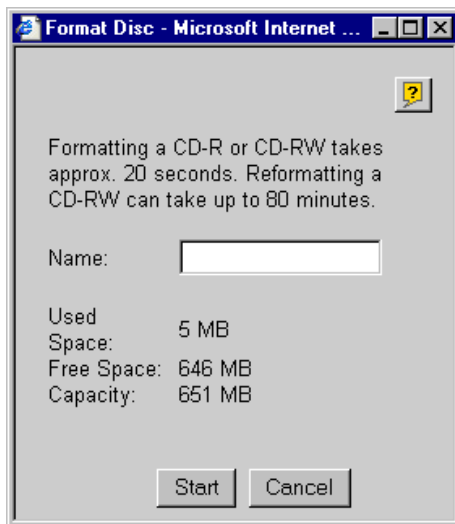 Format Disc - Microsoft Internet ...
?
Formatting a CD-R or CD-RW takes
approx. 20 seconds. Reformatting a
CD-RW can take up to 80 minutes.
Name:
Used
Space: 5 MB
Free Space: 646 MB
Capacity: 651 MB
Start Cancel